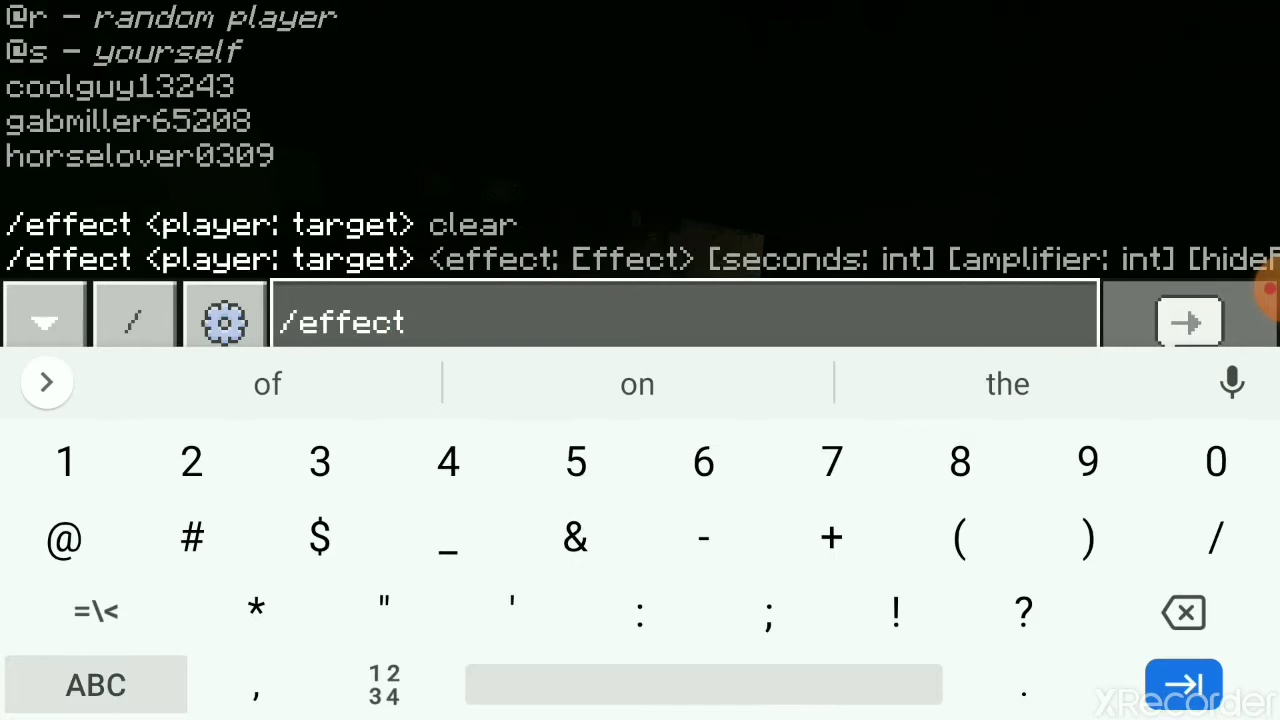 @r – random player
@s – yourself
coolguy13243
gabmiller65208
horselover0309
/effect <player: target> clear
/effect <player: target> <effect: Effect> [seconds: int] [amplifier: int]
/
/effect
of on the
1 2 3 4 5 6 7 8 9 0
@ # $ _ & - + ( ) /
=\< * " ' : ; ! ?
ABC , 12 .
34
XRecorder